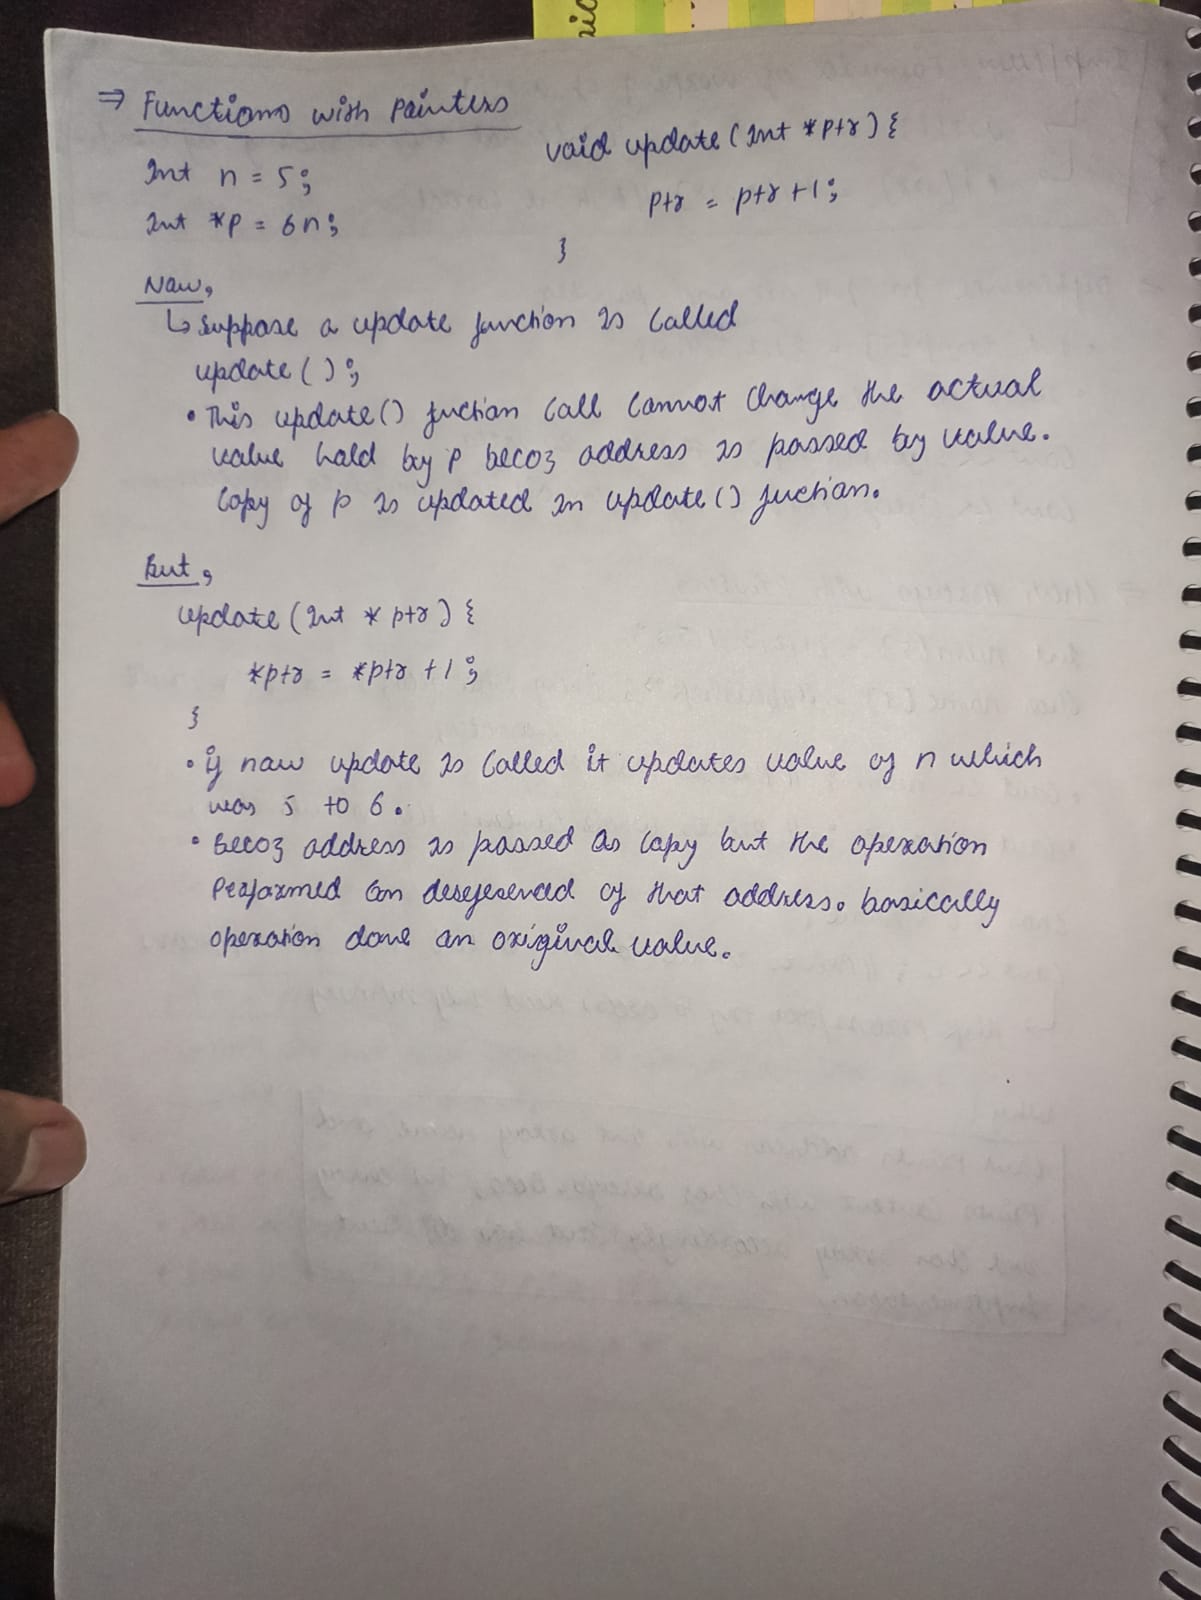 ⇒ Functions with Pointers
Int n = 5;
Int *p = &n;
void update(Int *ptr) {
ptr = ptr + 1;
}
Now,
↳ Suppose a update function is called
update();
• This update() fuction call cannot change the actual
value hald by p becoz address is passed by value.
Copy of p is updated in update() fuction.
But,
update(Int * ptr) {
*ptr = *ptr + 1;
}
• if now update is called it updates value of n which
was 5 to 6.
• Becoz address is passed as copy but the operation
performed on of that address. basically
operation done on original value.